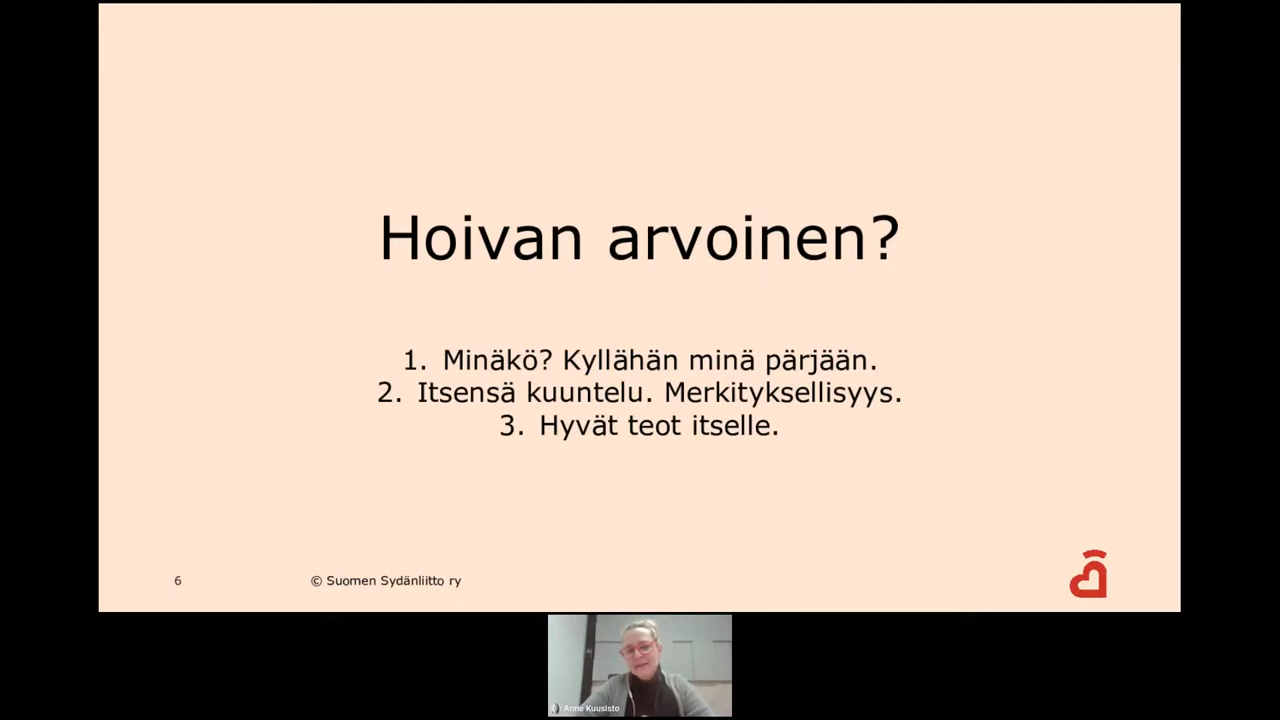 Hoivan arvoinen?
1. Minäkö? Kyllähän minä pärjään.
2. Itsensä kuuntelu. Merkityksellisyys.
3. Hyvät teot itselle.
6
© Suomen Sydänliitto ry
Anne Kuusisto